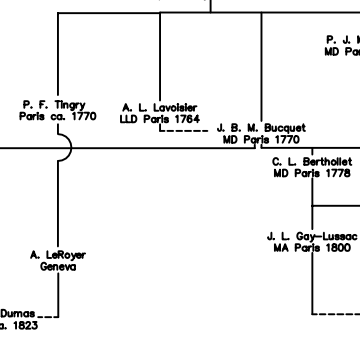 P. J.
MD
P. F. Tingry
Paris ca. 1770
A. L. Lavoisier
LLD Paris 1764
J. B. M. Bucquet
MD Paris 1770
C. L. Berthollet
MD Paris 1778
J. L. Gay-Lussac
MA Paris 1800
A. LeRoyer
Geneva
Dumas
1823